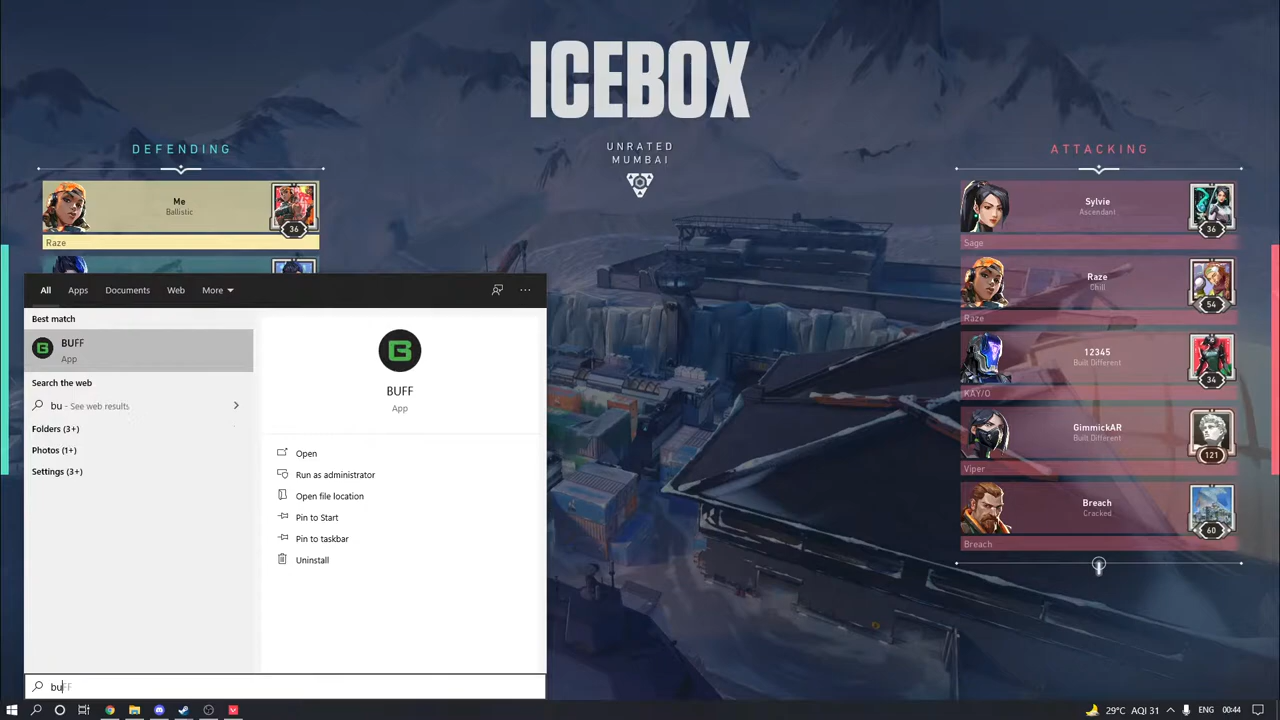 ICEBOX
UNRATED
MUMBAI
DEFENDING
Me
Ballistic
36
Raze
ATTACKING
Sylvie
Ascendant
36
Sage
Raze
Chill
54
Raze
12345
Built Different
34
KAY/O
GimmickAR
Built Different
121
Viper
Breach
Cracked
60
Breach
All Apps Documents Web More
Best match
BUFF
App
Search the web
bu - See web results
Folders (3+)
Photos (1+)
Settings (3+)
BUFF
App
Open
Run as administrator
Open file location
Pin to Start
Pin to taskbar
Uninstall
buFF
29°C AQI 31 ENG 00:44